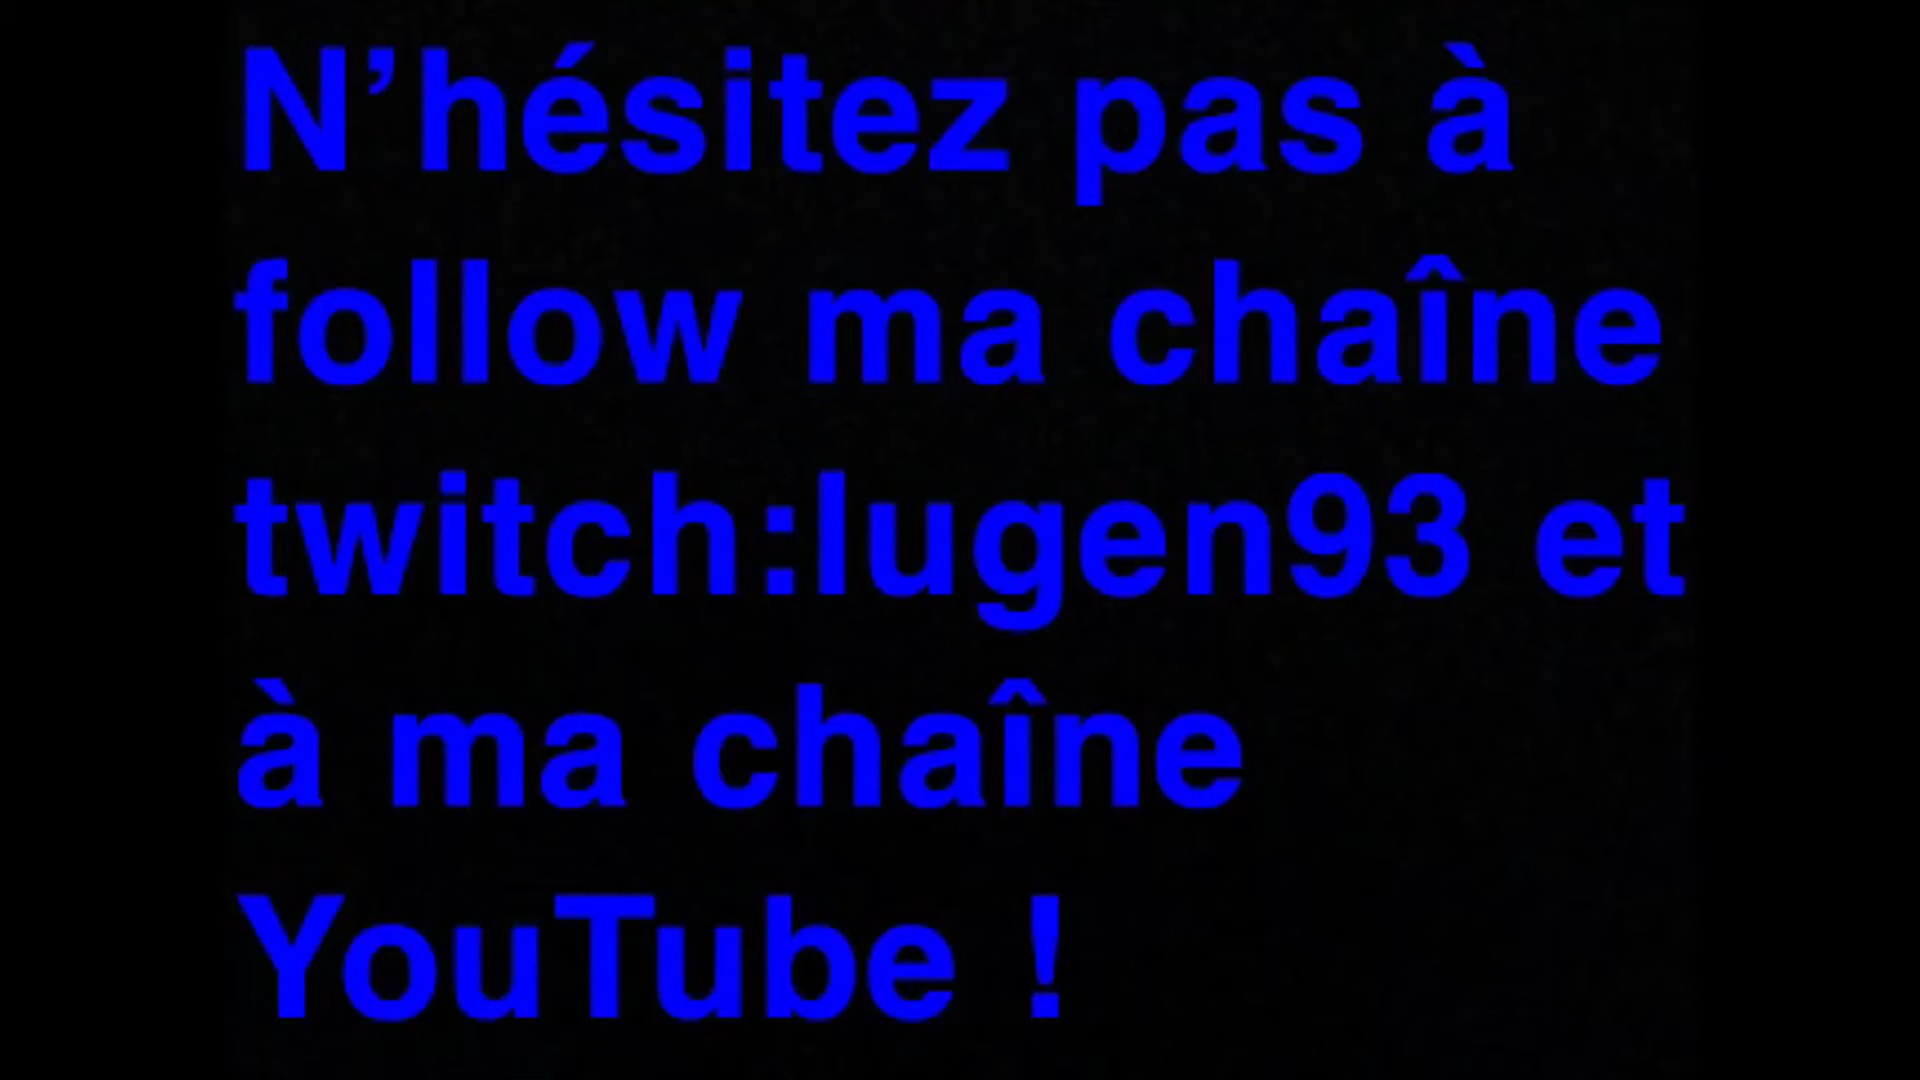 N’hésitez pas à
follow ma chaîne
twitch:lugen93 et
à ma chaîne
YouTube !